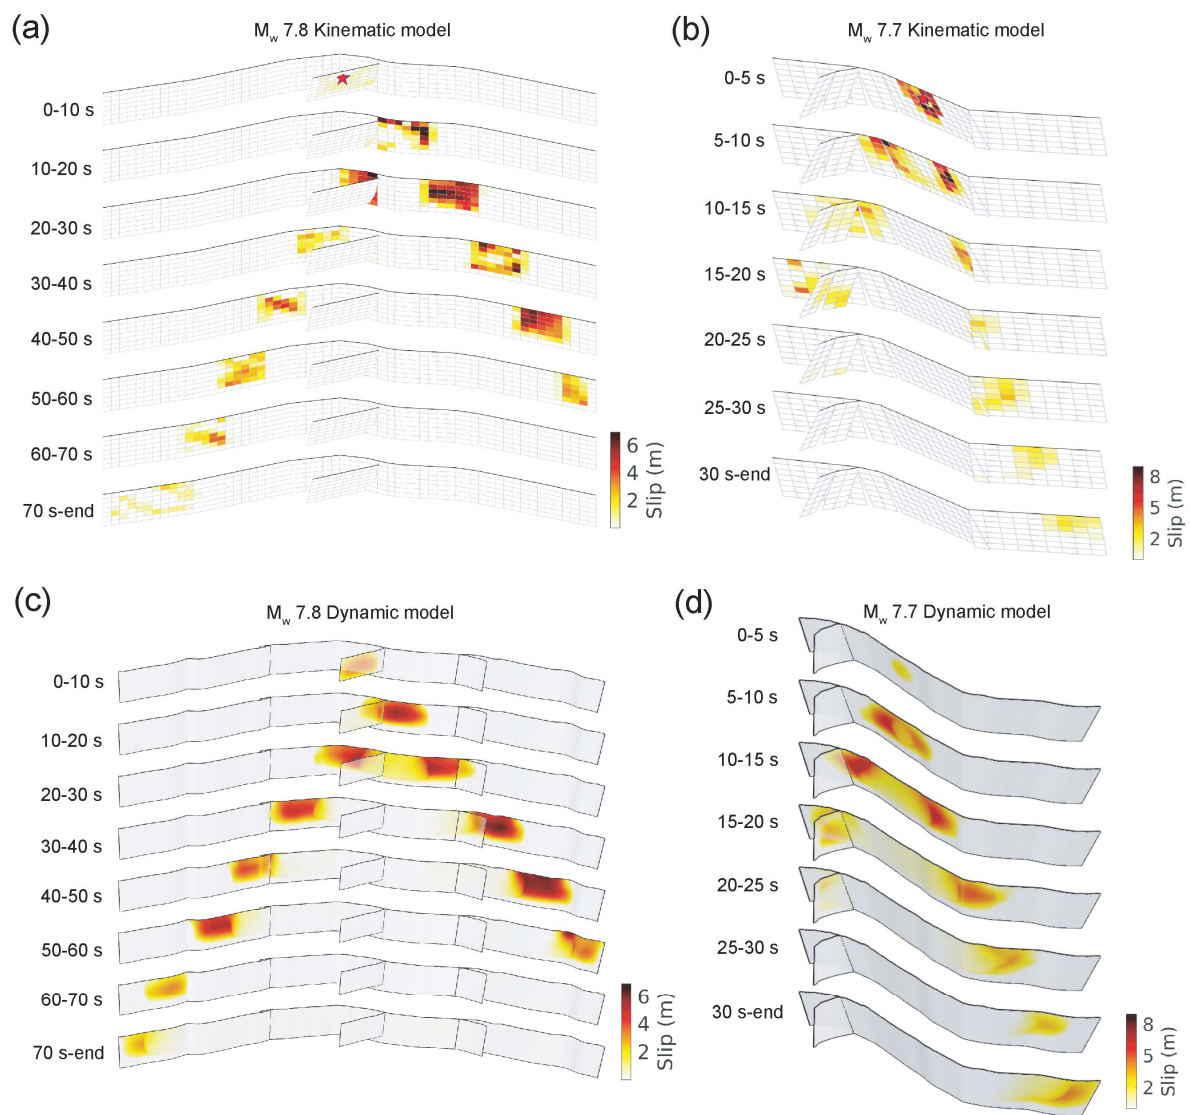 (a)
M_w 7.8 Kinematic model
0-10 s
10-20 s
20-30 s
30-40 s
40-50 s
50-60 s
60-70 s
70 s-end
6
4
2
Slip (m)
(b)
M_w 7.7 Kinematic model
0-5 s
5-10 s
10-15 s
15-20 s
20-25 s
25-30 s
30 s-end
8
5
2
Slip (m)
(c)
M_w 7.8 Dynamic model
0-10 s
10-20 s
20-30 s
30-40 s
40-50 s
50-60 s
60-70 s
70 s-end
6
4
2
Slip (m)
(d)
M_w 7.7 Dynamic model
0-5 s
5-10 s
10-15 s
15-20 s
20-25 s
25-30 s
30 s-end
8
5
2
Slip (m)